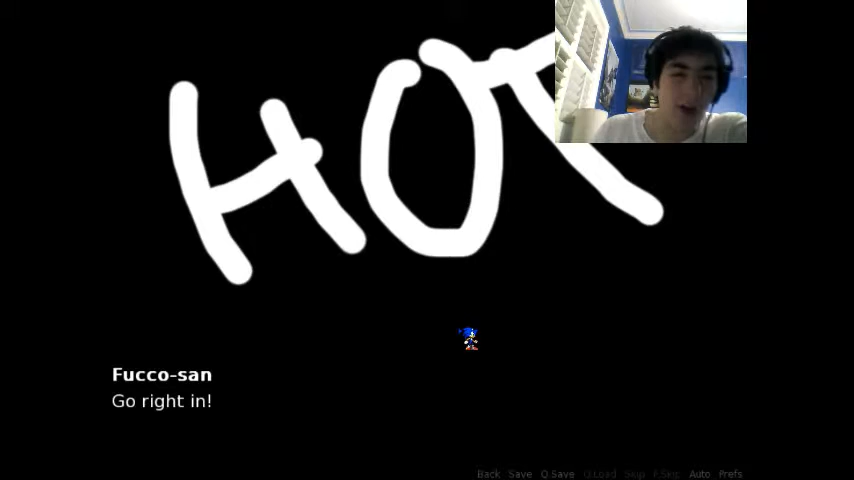 HOT
Fucco-san
Go right in!
Back Save Q.Save Q.Load Skip F.Skip Auto Prefs